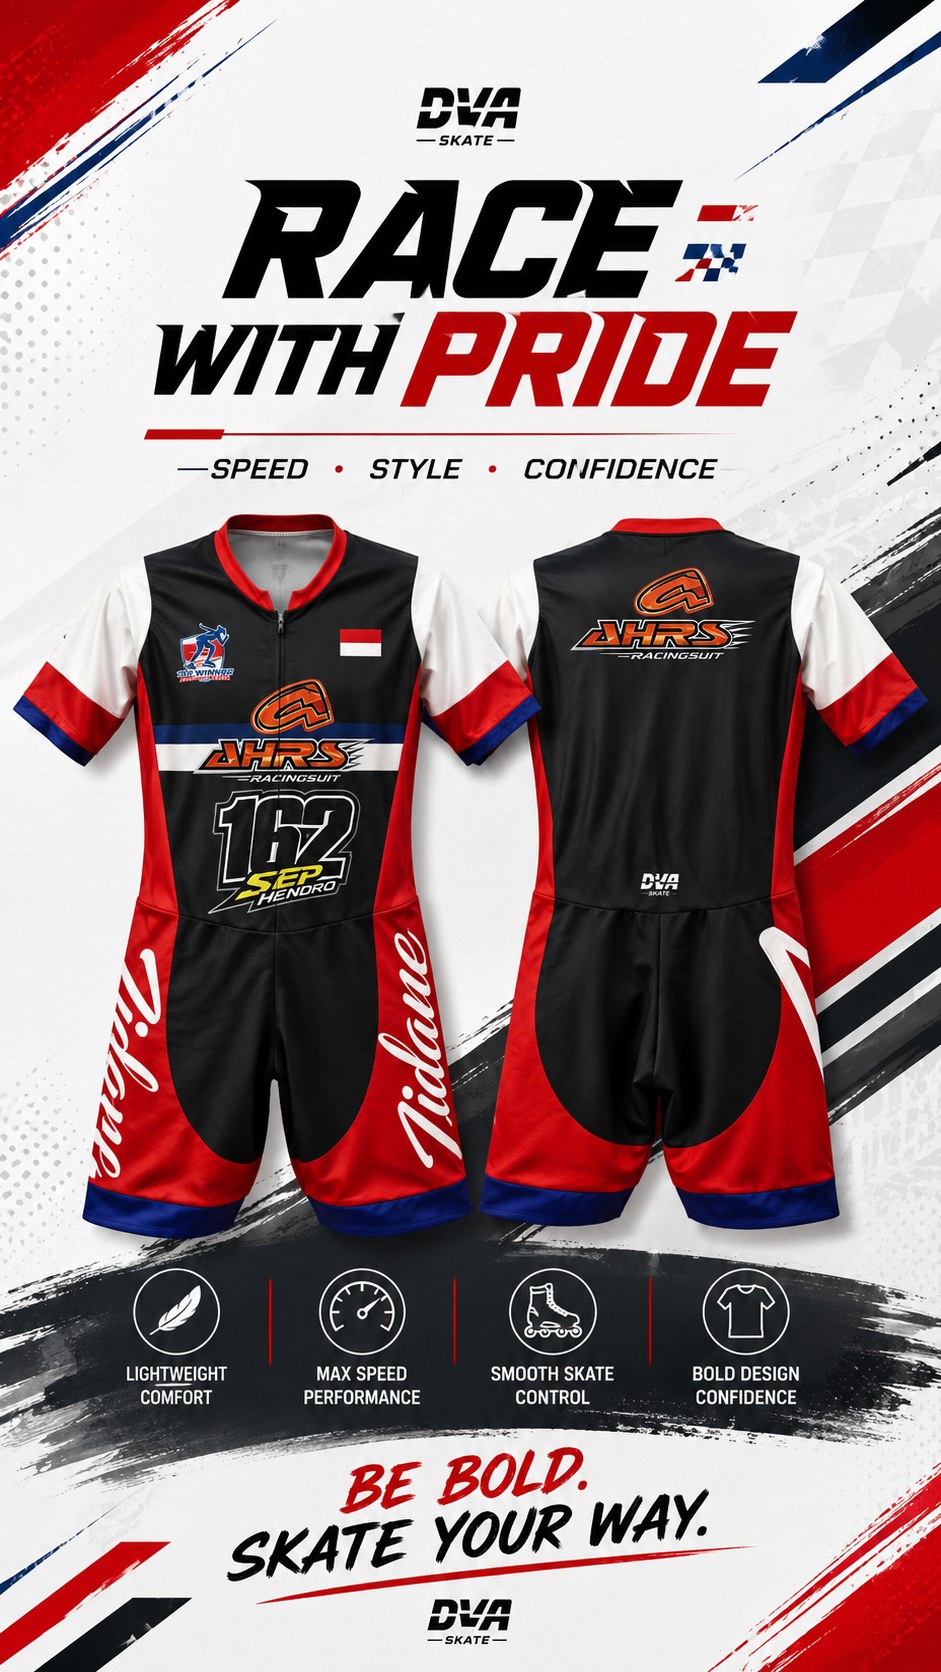 DVA
SKATE
RACE
WITH PRIDE
SPEED • STYLE • CONFIDENCE
AHRS
RACINGSUIT
162
SEP
HENDRO
Zidane
Zidane
AHRS
RACINGSUIT
DVA
SKATE
LIGHTWEIGHT
COMFORT
MAX SPEED
PERFORMANCE
SMOOTH SKATE
CONTROL
BOLD DESIGN
CONFIDENCE
BE BOLD.
SKATE YOUR WAY.
DVA
SKATE